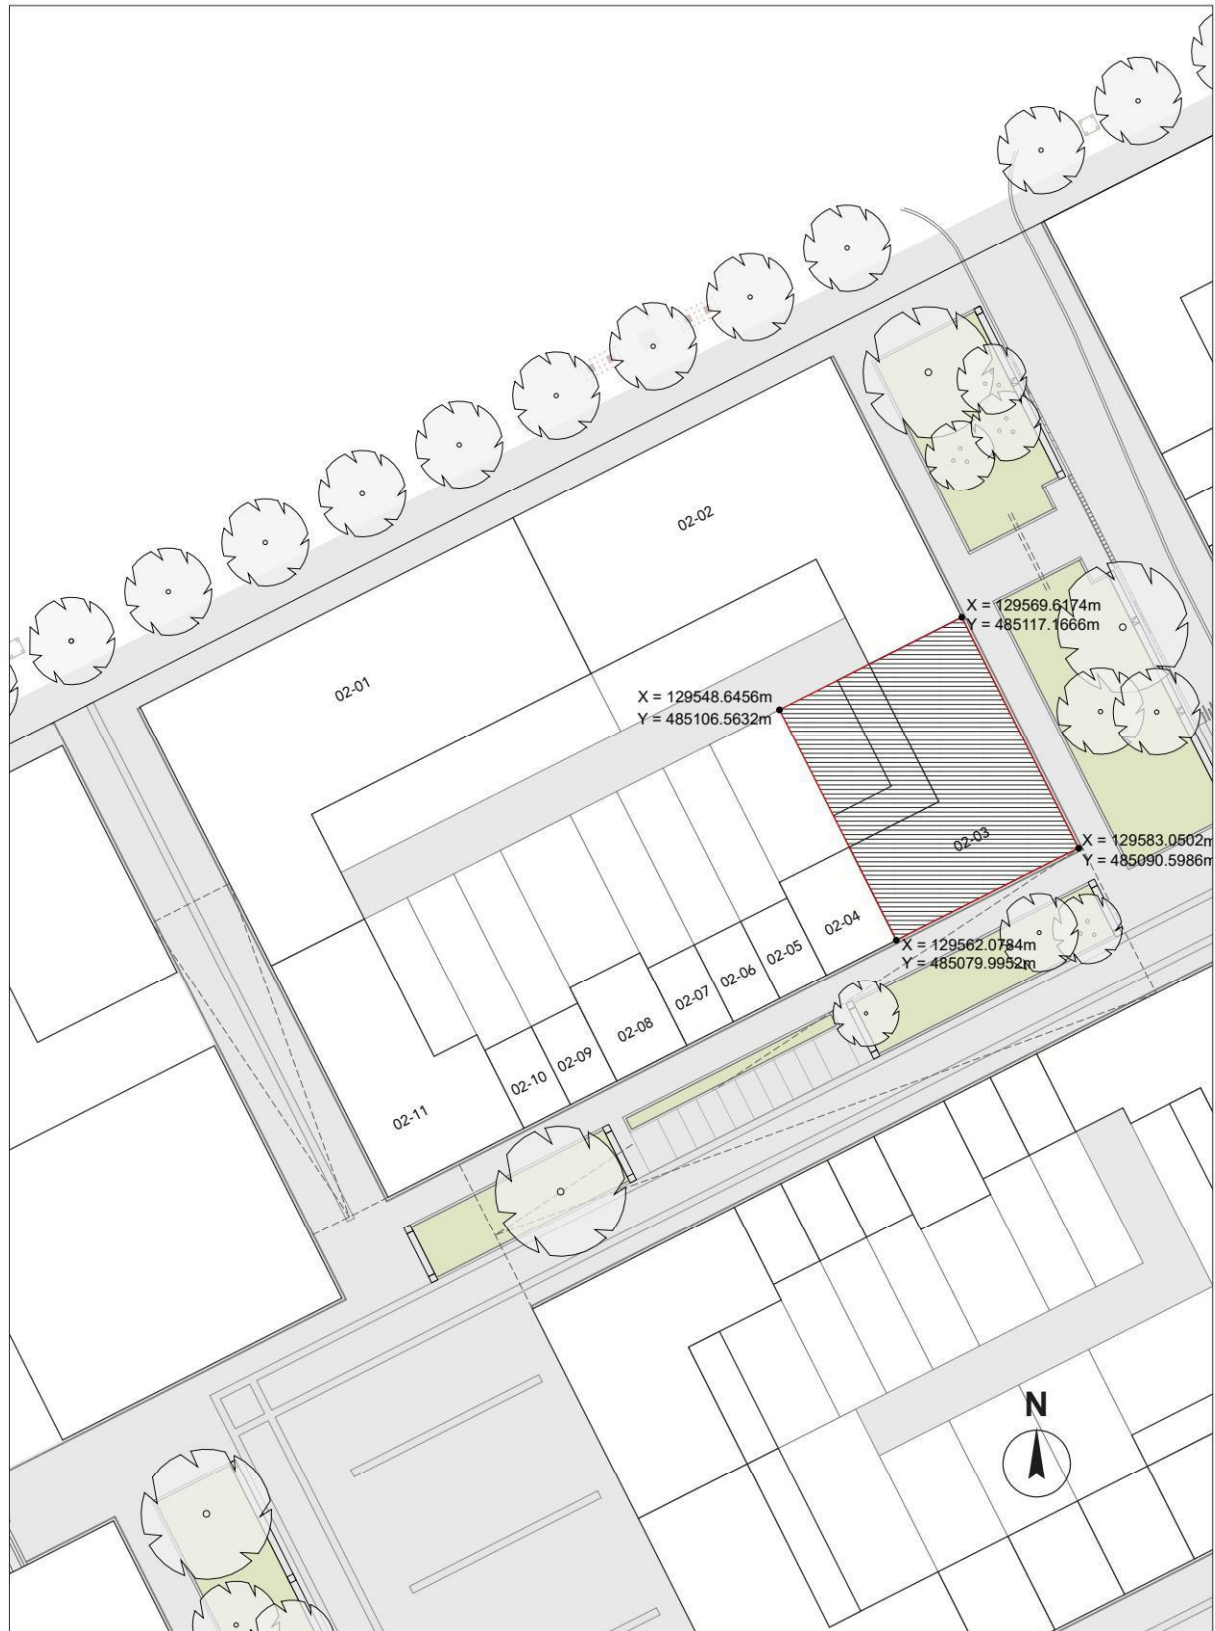 02-02
X = 129569.6174m
Y = 485117.1666m
02-01
X = 129548.6456m
Y = 485106.5632m
02-03
X = 129583.0502m
Y = 485090.5986m
02-04
X = 129562.0784m
Y = 485079.9952m
02-05
02-06
02-07
02-08
02-09
02-10
02-11
N